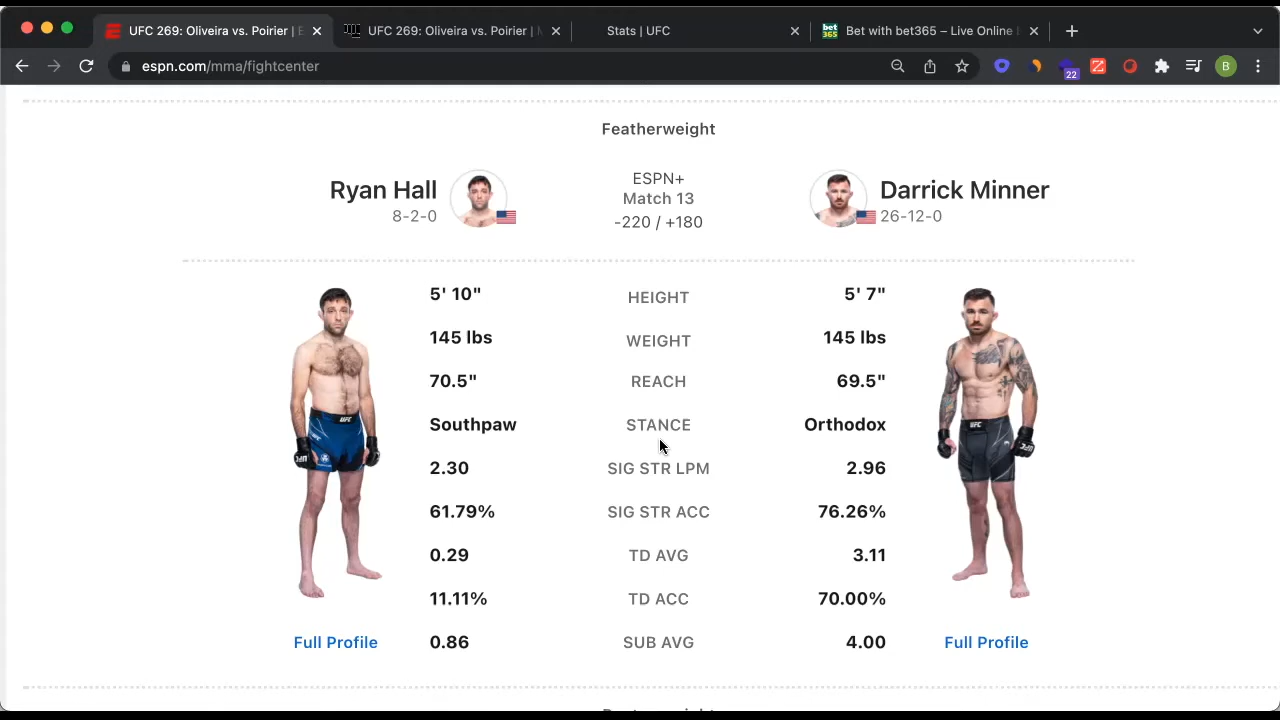 UFC 269: Oliveira vs. Poirier |
UFC 269: Oliveira vs. Poirier |
Stats | UFC
bet365
Bet with bet365 – Live Online
espn.com/mma/fightcenter
22
B
Featherweight
Ryan Hall
8-2-0
ESPN+
Match 13
-220 / +180
Darrick Minner
26-12-0
5' 10" HEIGHT 5' 7"
145 lbs WEIGHT 145 lbs
70.5" REACH 69.5"
Southpaw STANCE Orthodox
2.30 SIG STR LPM 2.96
61.79% SIG STR ACC 76.26%
0.29 TD AVG 3.11
11.11% TD ACC 70.00%
Full Profile 0.86 SUB AVG 4.00 Full Profile